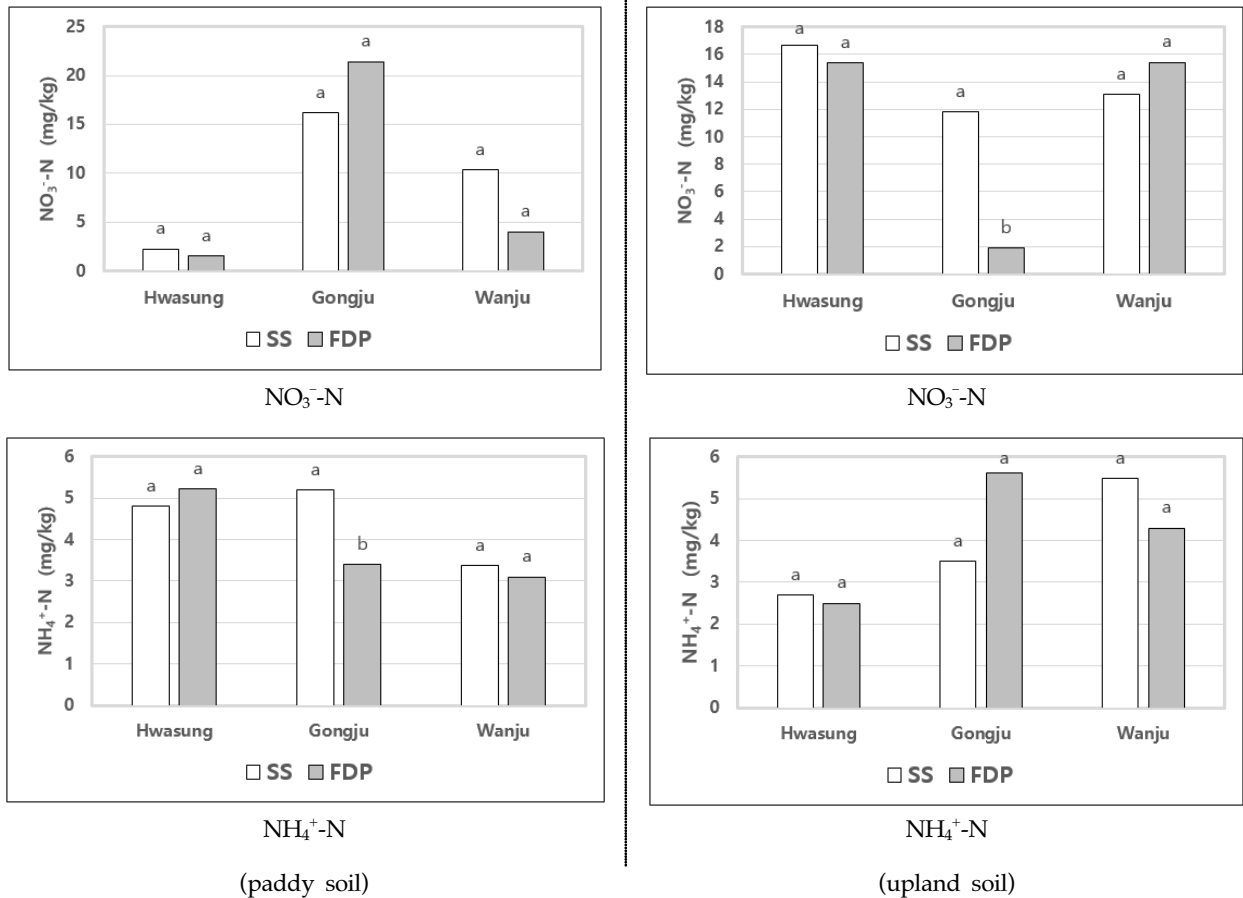 25
20
15
10
5
0
NO₃⁻-N (mg/kg)
a
a
a
a
a
a
Hwasung Gongju Wanju
SS FDP
NO₃⁻-N
18
16
14
12
10
8
6
4
2
0
NO₃⁻-N (mg/kg)
a
a
a
b
a
a
Hwasung Gongju Wanju
SS FDP
NO₃⁻-N
6
5
4
3
2
1
0
NH₄⁺-N (mg/kg)
a
a
a
b
a
a
Hwasung Gongju Wanju
SS FDP
NH₄⁺-N
(paddy soil)
6
5
4
3
2
1
0
NH₄⁺-N (mg/kg)
a
a
a
a
a
a
Hwasung Gongju Wanju
SS FDP
NH₄⁺-N
(upland soil)